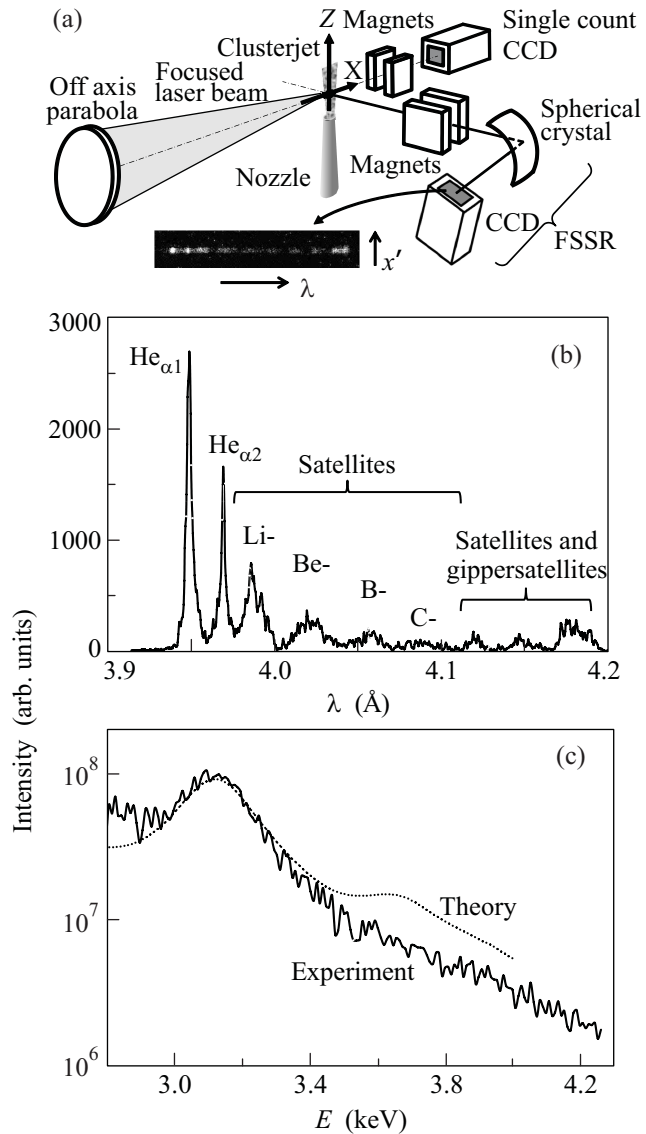 (a)
Z Magnets
Single count
CCD
Clusterjet
Focused
laser beam
X
Off axis
parabola
Spherical
crystal
Nozzle
Magnets
CCD
FSSR
x′
λ
3000
(b)
Heα1
2000
Heα2
Satellites
Li-
Satellites and
gippersatellites
1000
Be-
B-
C-
0
3.9 4.0 4.1 4.2
λ (Å)
Intensity (arb. units)
(c)
10⁸
10⁷
Theory
Experiment
10⁶
3.0 3.4 3.8 4.2
E (keV)